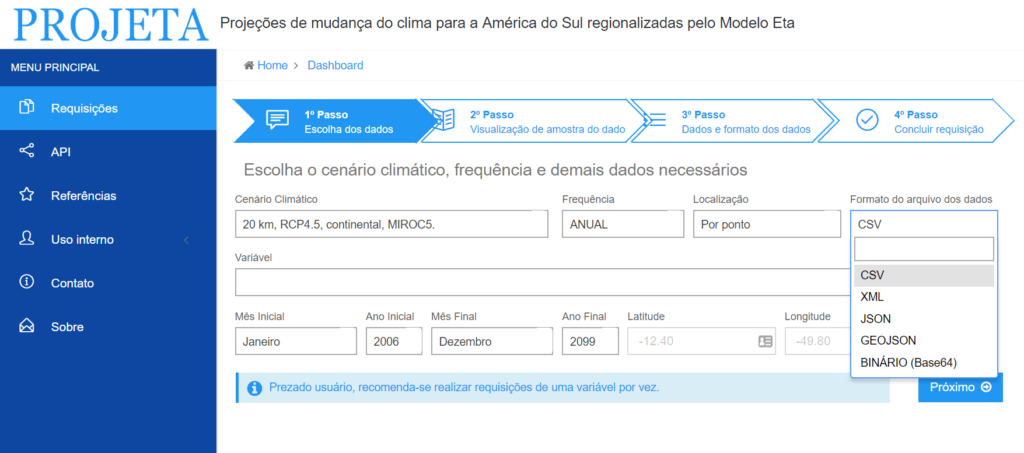 PROJETA
Projeções de mudança do clima para a América do Sul regionalizadas pelo Modelo Eta
MENU PRINCIPAL
Requisições
API
Referências
Uso interno
Contato
Sobre
Home > Dashboard
1º Passo
Escolha dos dados
2º Passo
Visualização de amostra do dado
3º Passo
Dados e formato dos dados
4º Passo
Concluir requisição
Escolha o cenário climático, frequência e demais dados necessários
Cenário Climático
20 km, RCP4.5, continental, MIROC5.
Frequência
ANUAL
Localização
Por ponto
Formato do arquivo dos dados
CSV
CSV
XML
JSON
GEOJSON
BINÁRIO (Base64)
Variável
Mês Inicial
Janeiro
Ano Inicial
2006
Mês Final
Dezembro
Ano Final
2099
Latitude
-12.40
Longitude
-49.80
Prezado usuário, recomenda-se realizar requisições de uma variável por vez.
Próximo